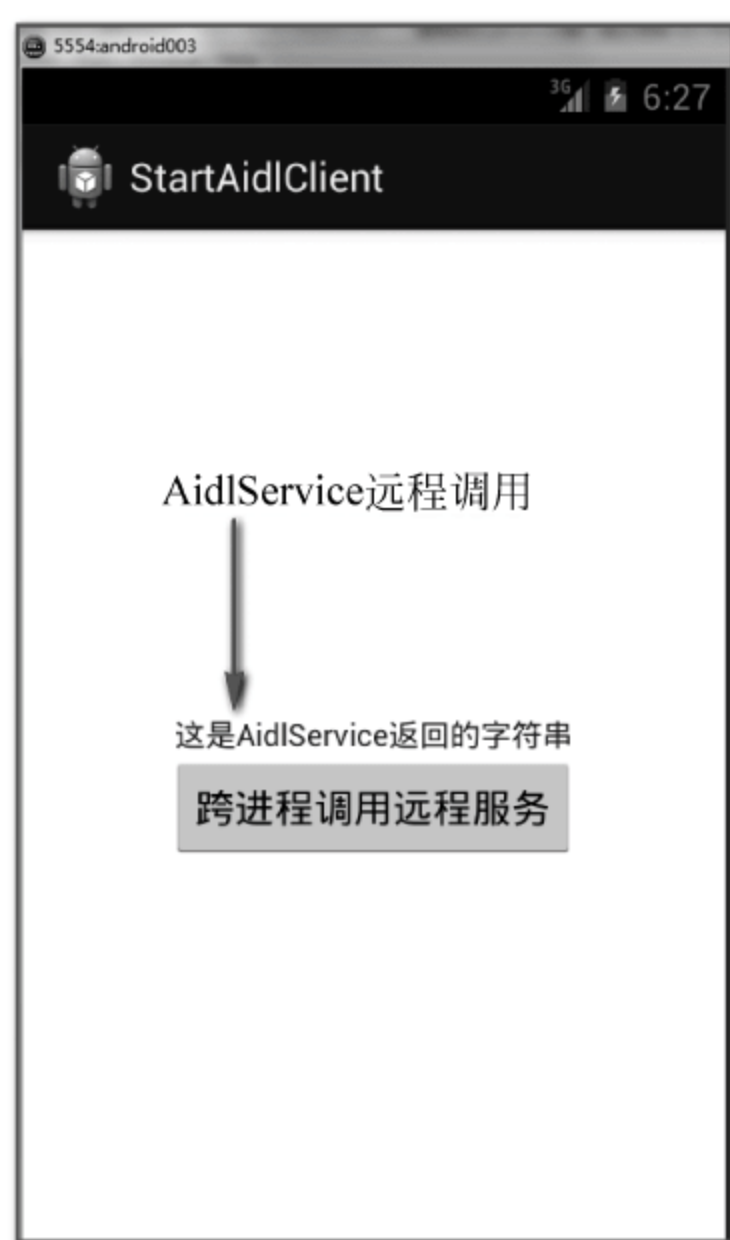 5554:android003
3G 6:27
StartAidlClient
AidlService远程调用
这是AidlService返回的字符串
跨进程调用远程服务